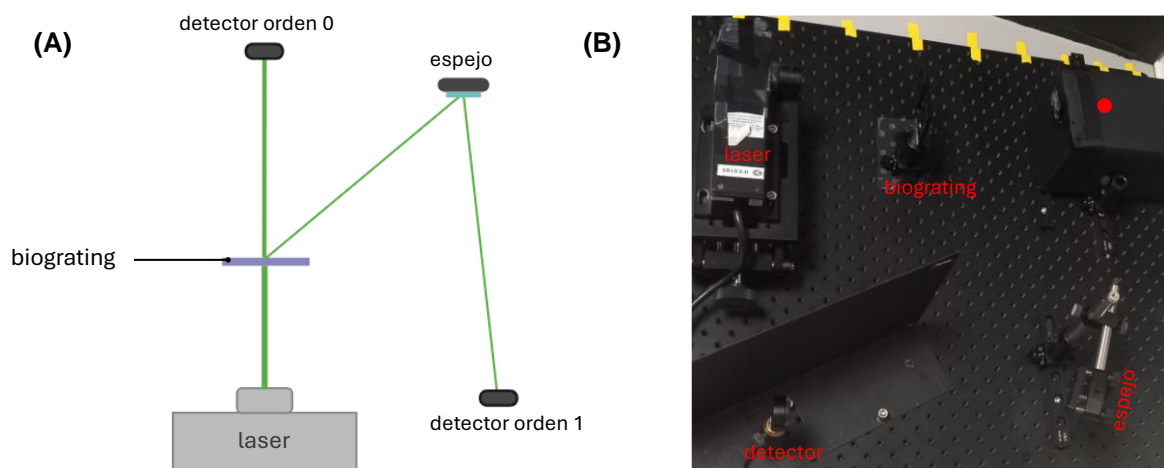 (A)
detector orden 0
espejo
biograting
detector orden 1
laser
(B)
laser
biograting
espejo
detector